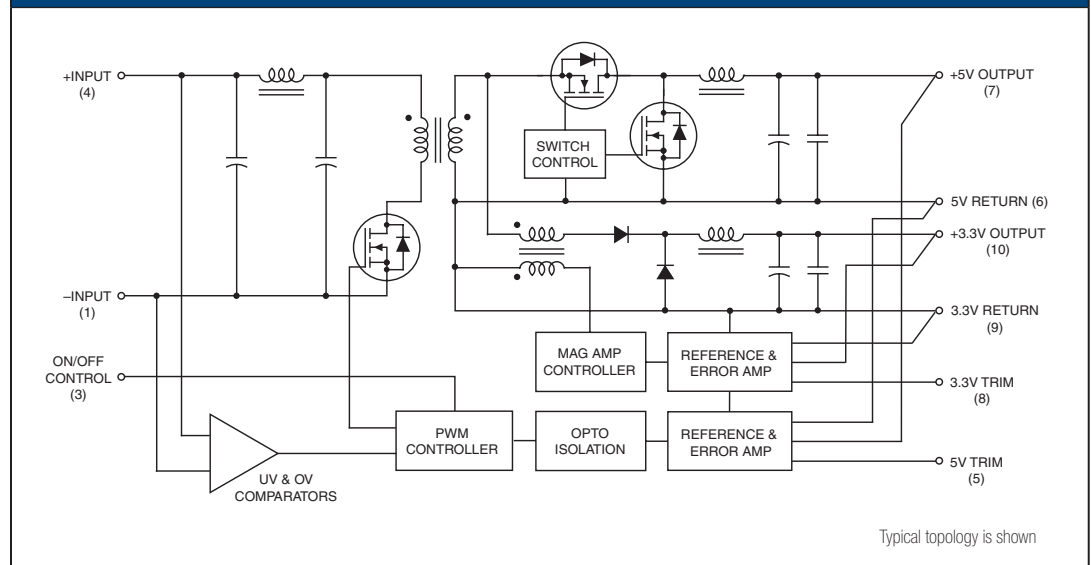 +INPUT
(4)
–INPUT
(1)
ON/OFF
CONTROL
(3)
UV & OV
COMPARATORS
PWM
CONTROLLER
OPTO
ISOLATION
REFERENCE &
ERROR AMP
MAG AMP
CONTROLLER
REFERENCE &
ERROR AMP
SWITCH
CONTROL
+5V OUTPUT
(7)
5V RETURN (6)
+3.3V OUTPUT
(10)
3.3V RETURN
(9)
3.3V TRIM
(8)
5V TRIM
(5)
Typical topology is shown